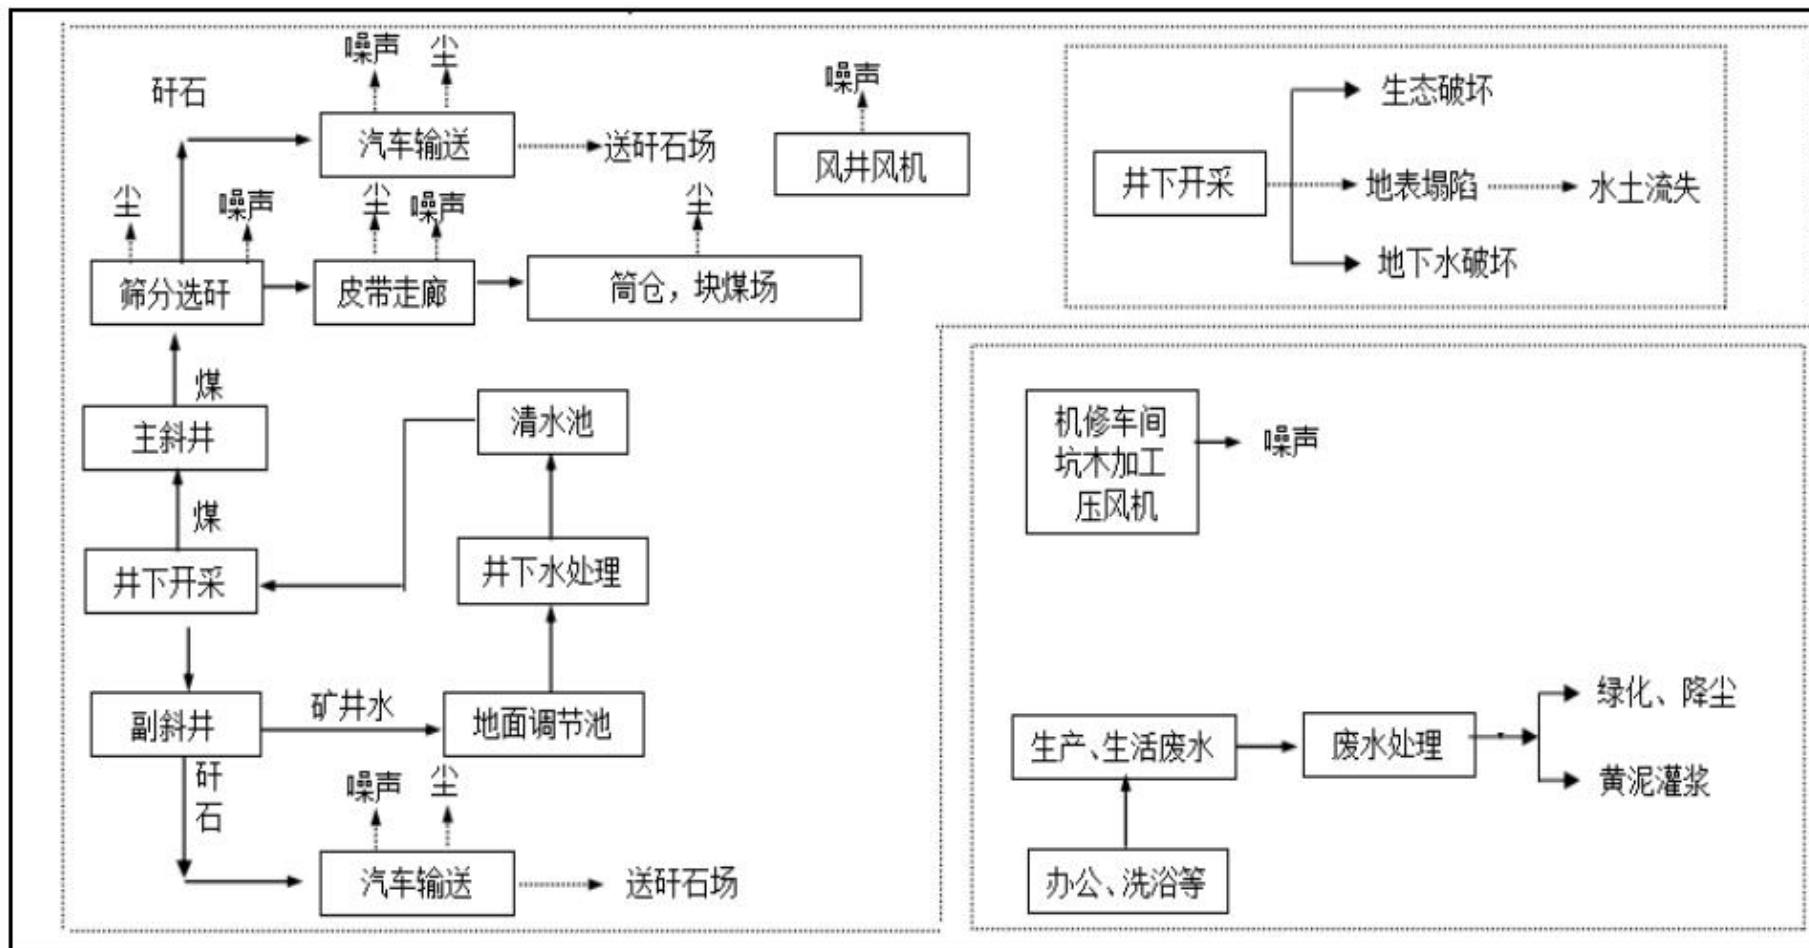 噪声
尘
噪声
矸石
汽车输送
送矸石场
风井风机
生态破坏
井下开采
地表塌陷
水土流失
地下水破坏
尘
噪声
尘
噪声
尘
筛分选矸
皮带走廊
筒仓，块煤场
煤
主斜井
清水池
机修车间
坑木加工
压风机
噪声
煤
井下开采
井下水处理
副斜井
矿井水
地面调节池
生产、生活废水
废水处理
绿化、降尘
黄泥灌浆
矸
石
噪声
尘
汽车输送
送矸石场
办公、洗浴等